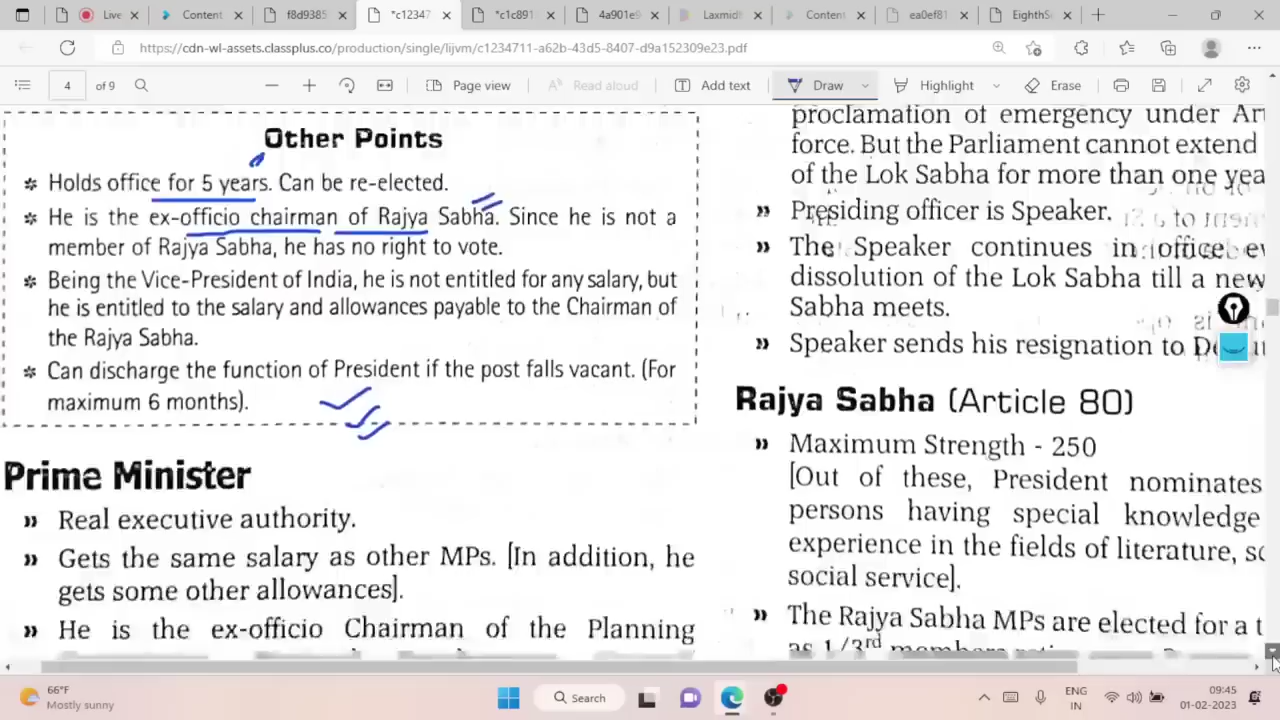 Live
Content
f8d9385
*c12347
*c1c891
4a901e9
Laxmid
Content
ea0ef81
EighthS
https://cdn-wl-assets.classplus.co/production/single/lijvm/c1234711-a62b-43d5-8407-d9a152309e23.pdf
4 of 9
Page view
Read aloud
Add text
Draw
Highlight
Erase
Other Points
* Holds office for 5 years. Can be re-elected.
* He is the ex-officio chairman of Rajya Sabha. Since he is not a
member of Rajya Sabha, he has no right to vote.
* Being the Vice-President of India, he is not entitled for any salary, but
he is entitled to the salary and allowances payable to the Chairman of
the Rajya Sabha.
* Can discharge the function of President if the post falls vacant. (For
maximum 6 months).
Prime Minister
» Real executive authority.
» Gets the same salary as other MPs. [In addition, he
gets some other allowances].
» He is the ex-officio Chairman of the Planning
proclamation of emergency under
force. But the Parliament cannot extend
of the Lok Sabha for more than one yea
» Presiding officer is Speaker.
» The Speaker continues in office
dissolution of the Lok Sabha till a new
Sabha meets.
» Speaker sends his resignation to
Rajya Sabha (Article 80)
» Maximum Strength - 250
[Out of these, President nominates
persons having special knowledge
experience in the fields of literature,
social service].
» The Rajya Sabha MPs are elected for a
as 1/3rd members
66°F
Mostly sunny
Search
ENG
IN
09:45
01-02-2023